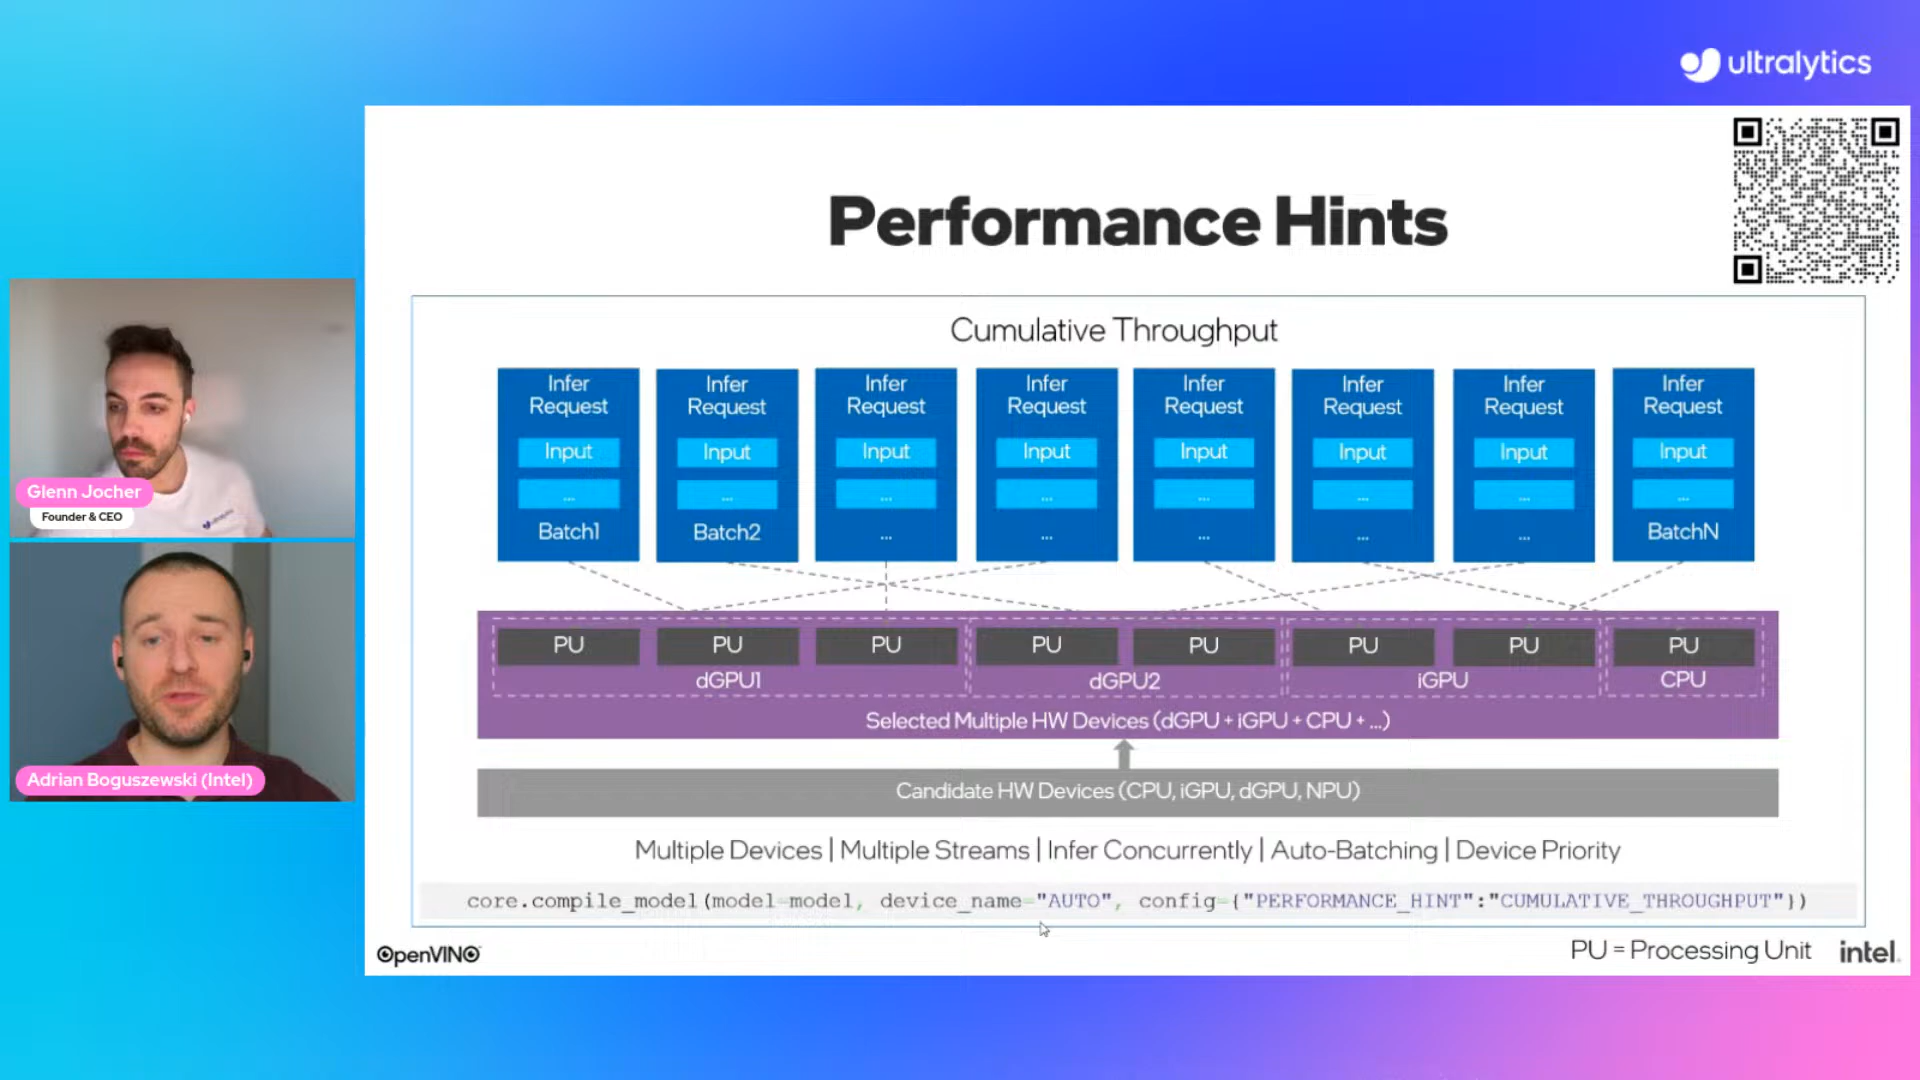 ultralytics
Performance Hints
Cumulative Throughput
Infer Request Input ... Batch1
Infer Request Input ... Batch2
Infer Request Input ... ...
Infer Request Input ... ...
Infer Request Input ... ...
Infer Request Input ... ...
Infer Request Input ... ...
Infer Request Input ... BatchN
PU PU PU PU PU PU PU PU
dGPU1 dGPU2 iGPU CPU
Selected Multiple HW Devices (dGPU + iGPU + CPU + ...)
Candidate HW Devices (CPU, iGPU, dGPU, NPU)
Multiple Devices | Multiple Streams | Infer Concurrently | Auto-Batching | Device Priority
core.compile_model(model=model, device_name="AUTO", config={"PERFORMANCE_HINT":"CUMULATIVE_THROUGHPUT"})
OpenVINO
PU = Processing Unit
intel.
Glenn Jocher
Founder & CEO
Adrian Boguszewski (Intel)